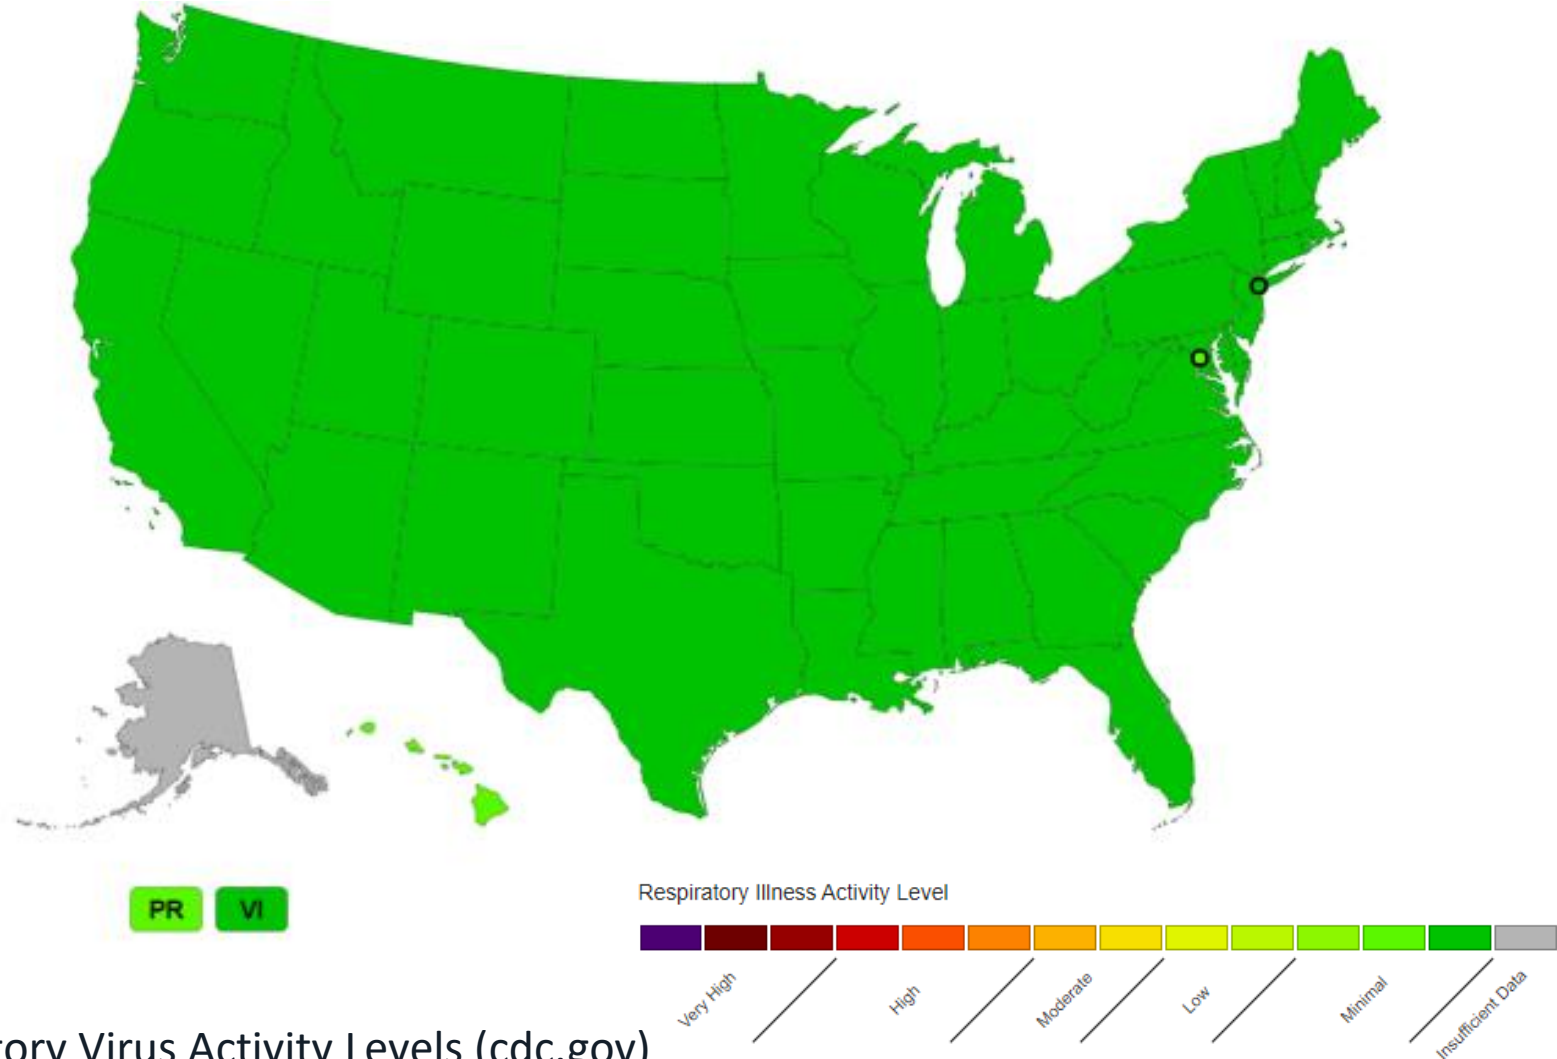 PR VI
Respiratory Illness Activity Level
Very High
High
Moderate
Low
Minimal
Insufficient Data
tory Virus Activity Levels (cdc.gov)